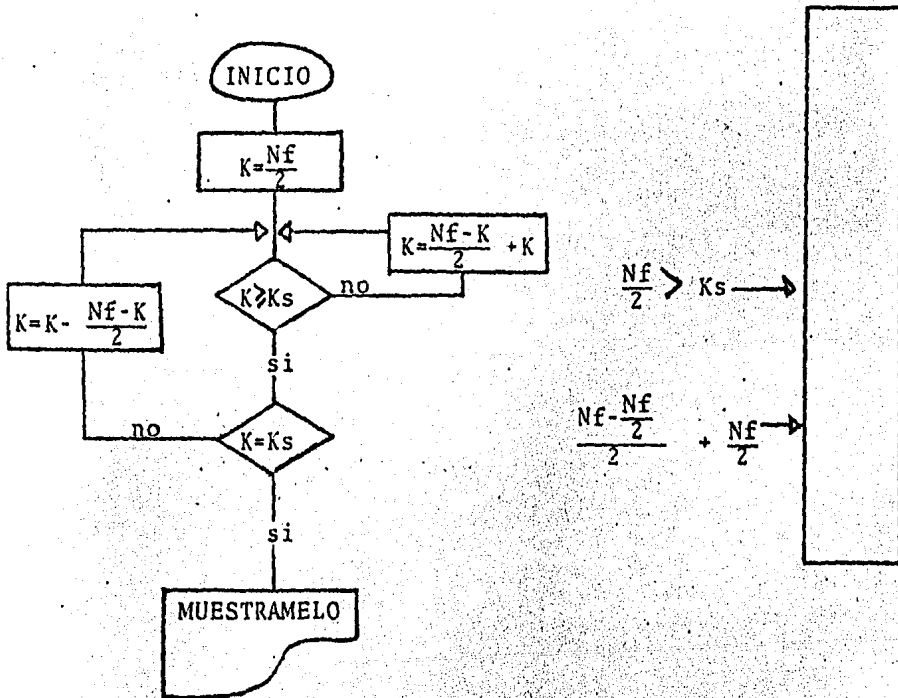 INICIO
K=Nf/2
K=(Nf-K)/2 +K
K≥Ks
no
K=K- (Nf-K)/2
si
no
K=Ks
si
MUESTRAMELO
Nf/2 > Ks
(Nf-Nf/2)/2 + Nf/2